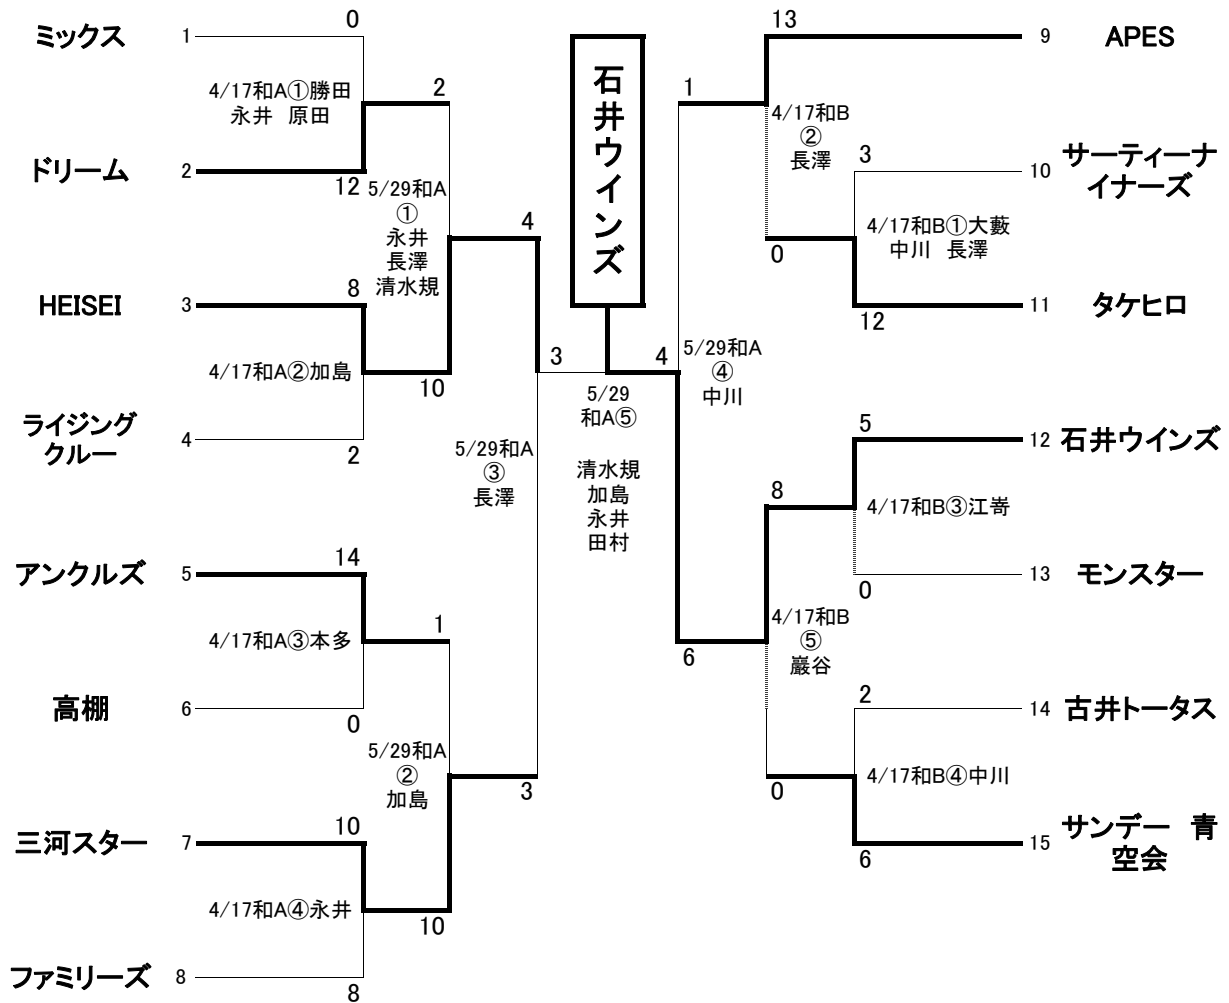 ミックス 1
0
4/17和A①勝田
永井 原田
2
ドリーム 2
12
5/29和A
①
永井
長澤
清水規
4
HEISEI 3
8
4/17和A②加島
10
ライジング
クルー
4
2
5/29和A
③
長澤
アンクルズ 5
14
4/17和A③本多
1
高棚 6
0
5/29和A
②
加島
3
三河スター 7
10
4/17和A④永井
10
ファミリーズ 8
8
石井ウインズ
3
4
5/29
和A⑤
清水規
加島
永井
田村
13
9 APES
1
4/17和B
②
長澤
3
10
サーティーナ
イナーズ
4/17和B①大藪
中川 長澤
0
12
11 タケヒロ
5/29和A
④
中川
5
12 石井ウインズ
8
4/17和B③江嵜
0
13 モンスター
4/17和B
⑤
巖谷
6
2
14 古井トータス
4/17和B④中川
0
6
15
サンデー 青
空会